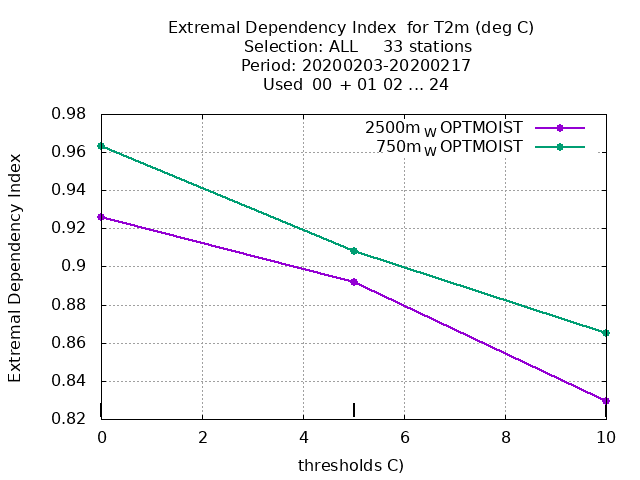 Extremal Dependency Index  for T2m (deg C)
Selection: ALL     33 stations
Period: 20200203-20200217
Used  00 + 01 02 ... 24
0.98
2500m W OPTMOIST
750m W OPTMOIST
0.96
0.94
0.92
0.9
0.88
0.86
0.84
0.82
Extremal Dependency Index
0 2 4 6 8 10
thresholds C)